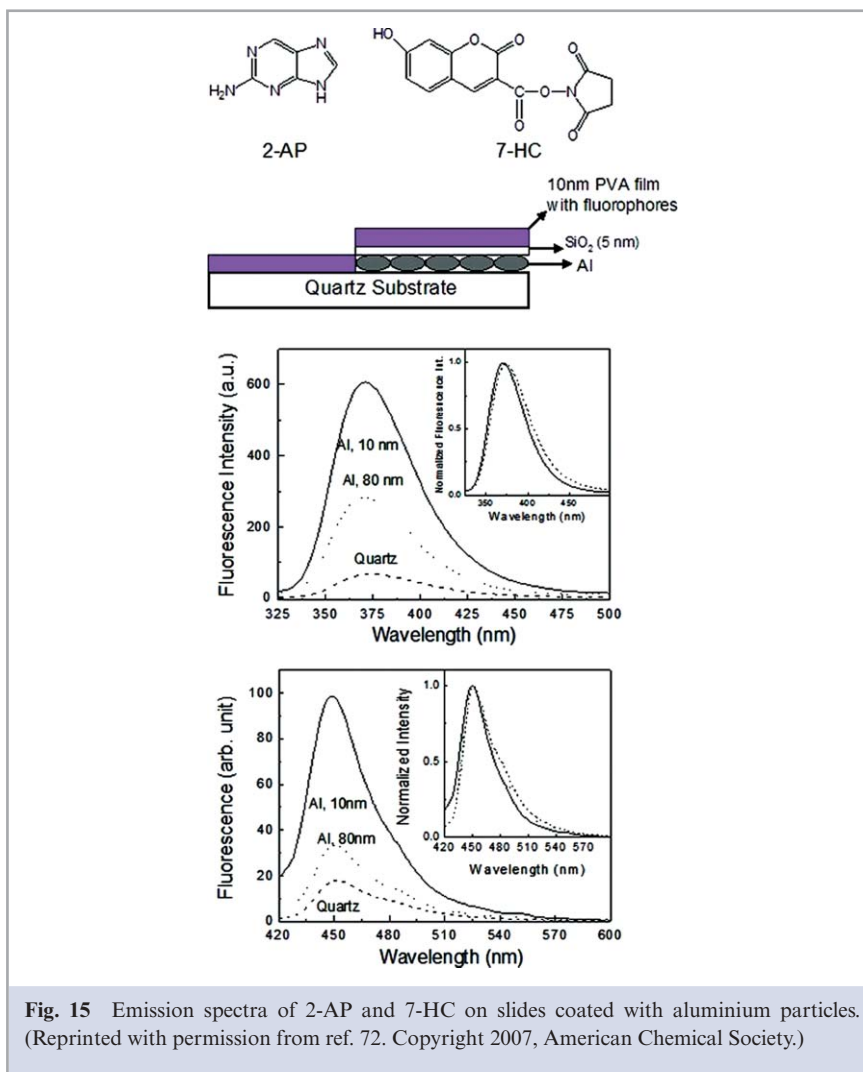 HO
O
O
C
O
O
N
O
O
N
N
H₂N
N
N
H
2-AP
7-HC
10nm PVA film
with fluorophores
SiO₂ (5 nm)
Al
Quartz Substrate
Fluorescence Intensity (a.u.)
600
400
200
0
Al, 10 nm
Al, 80 nm
Quartz
325 350 375 400 425 450 475 500
Wavelength (nm)
Normalized Fluorescence Int.
1.0
0.5
0.0
350 400 450
Wavelength (nm)
Fluorescence (arb. unit)
100
80
60
40
20
0
Al, 10nm
Al, 80nm
Quartz
420 450 480 510 540 570 600
Wavelength (nm)
Normalized Intensity
1.0
0.5
0.0
420 450 480 510 540 570
Wavelength (nm)
Fig. 15 Emission spectra of 2-AP and 7-HC on slides coated with aluminium particles.
(Reprinted with permission from ref. 72. Copyright 2007, American Chemical Society.)